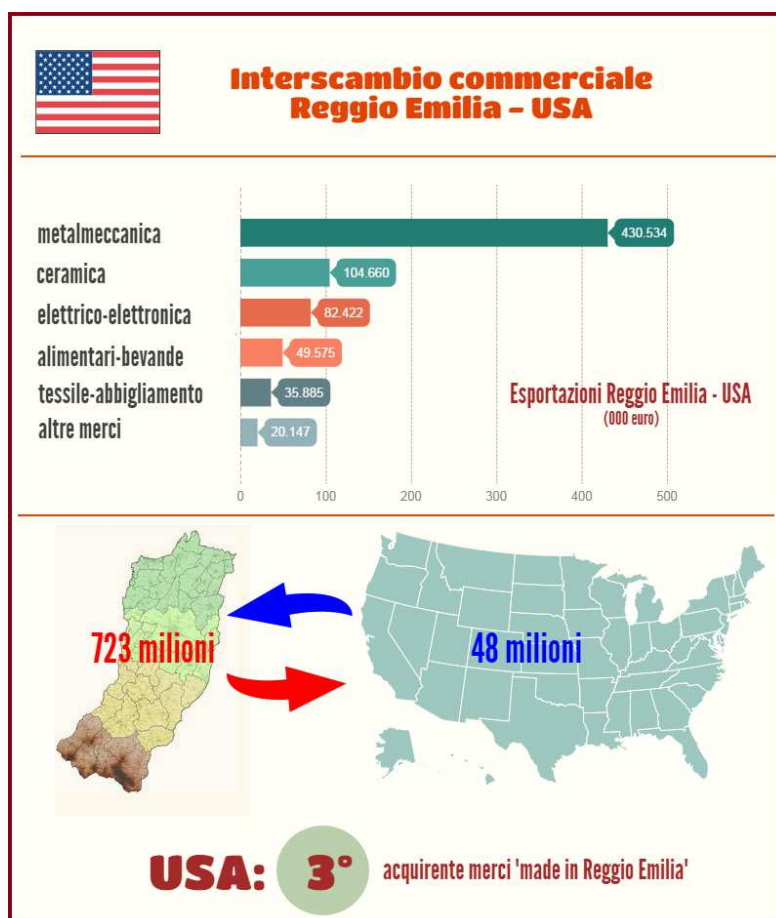 Interscambio commerciale
Reggio Emilia – USA
metalmeccanica
430.534
ceramica
104.660
elettrico-elettronica
82.422
alimentari-bevande
49.575
tessile-abbigliamento
35.885
altre merci
20.147
Esportazioni Reggio Emilia - USA
(000 euro)
0 100 200 300 400 500
723 milioni
48 milioni
USA: 3° acquirente merci 'made in Reggio Emilia'